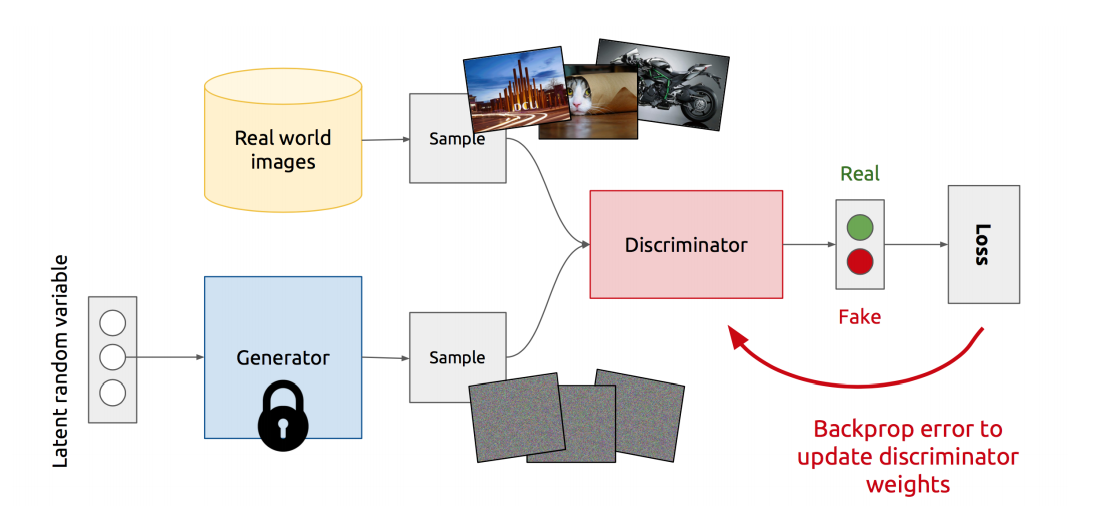 Real world
images
Sample
DCU
Real
Discriminator
Loss
Fake
Latent random variable
Generator
Sample
Backprop error to
update discriminator
weights